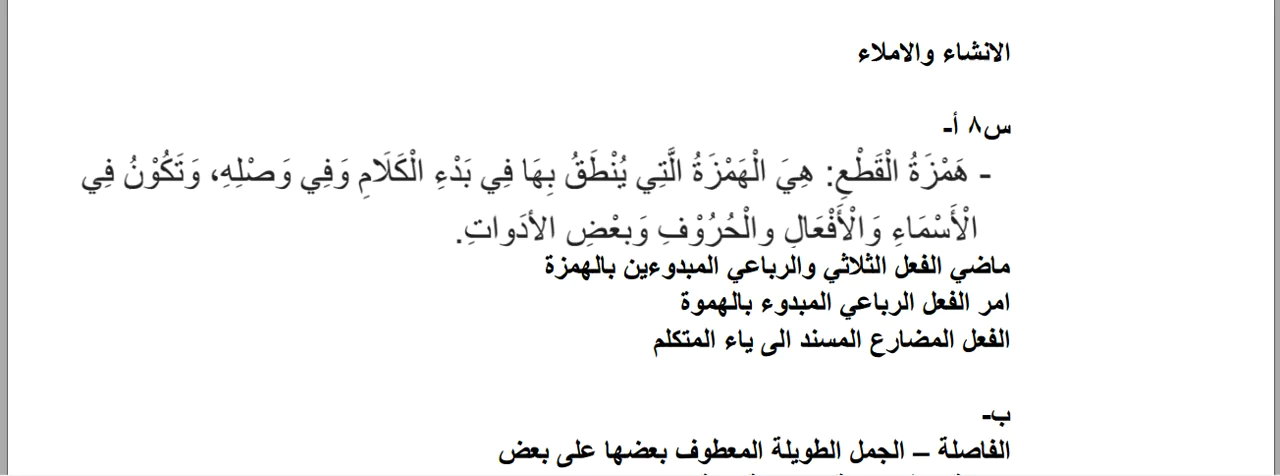 الانشاء والاملاء
س٨ أ-
- هَمْزَةُ الْقَطْعِ: هِيَ الْهَمْزَةُ الَّتِي يُنْطَقُ بِهَا فِي بَدْءِ الْكَلَامِ وَفِي وَصْلِهِ، وَتَكُوْنُ فِي
الْأَسْمَاءِ وَالْأَفْعَالِ والْحُرُوْفِ وَبعْضِ الأدَواتِ.
ماضي الفعل الثلاثي والرباعي المبدوءين بالهمزة
امر الفعل الرباعي المبدوء بالهموة
الفعل المضارع المسند الى ياء المتكلم
ب-
الفاصلة – الجمل الطويلة المعطوف بعضها على بعض